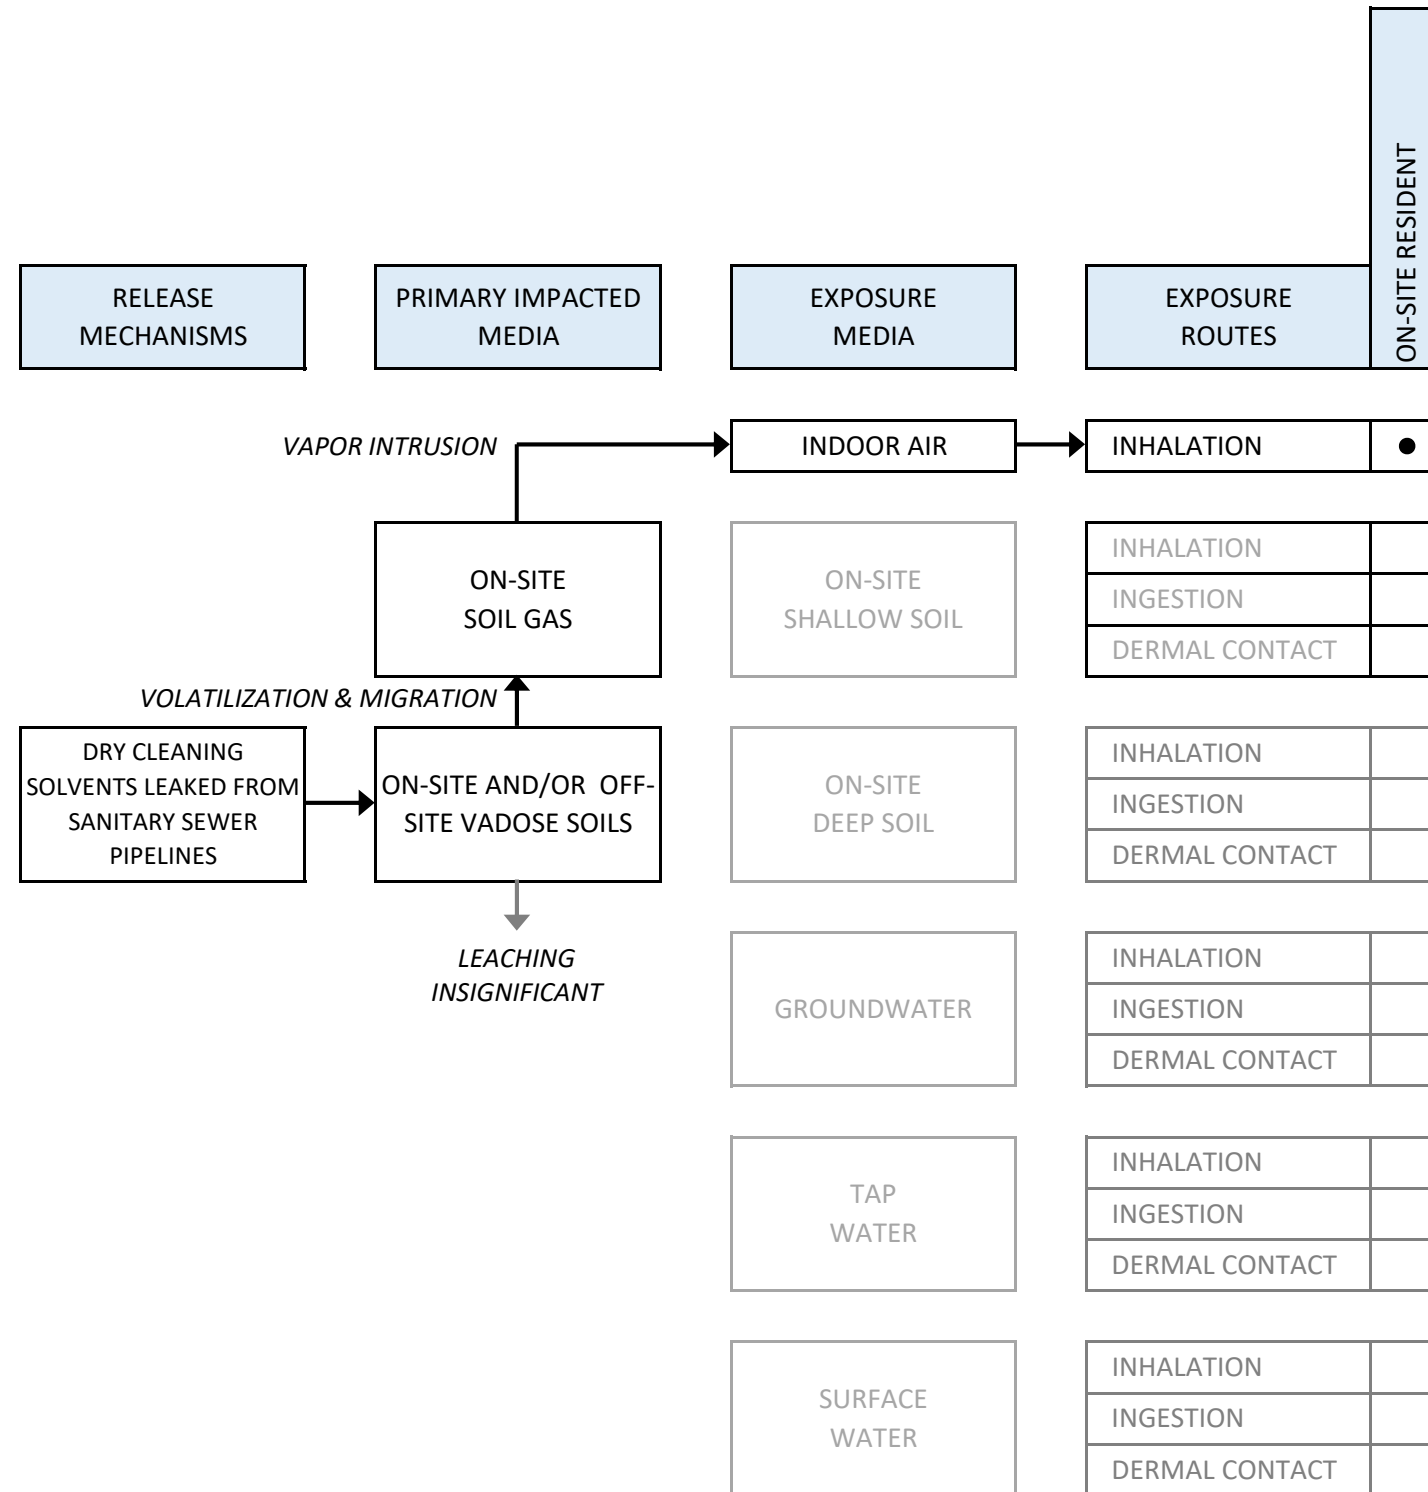 ON-SITE RESIDENT
RELEASE
MECHANISMS
PRIMARY IMPACTED
MEDIA
EXPOSURE
MEDIA
EXPOSURE
ROUTES
VAPOR INTRUSION
INDOOR AIR
INHALATION
ON-SITE
SOIL GAS
ON-SITE
SHALLOW SOIL
INHALATION
INGESTION
DERMAL CONTACT
VOLATILIZATION & MIGRATION
DRY CLEANING
SOLVENTS LEAKED FROM
SANITARY SEWER
PIPELINES
ON-SITE AND/OR OFF-
SITE VADOSE SOILS
ON-SITE
DEEP SOIL
INHALATION
INGESTION
DERMAL CONTACT
LEACHING
INSIGNIFICANT
GROUNDWATER
INHALATION
INGESTION
DERMAL CONTACT
TAP
WATER
INHALATION
INGESTION
DERMAL CONTACT
SURFACE
WATER
INHALATION
INGESTION
DERMAL CONTACT